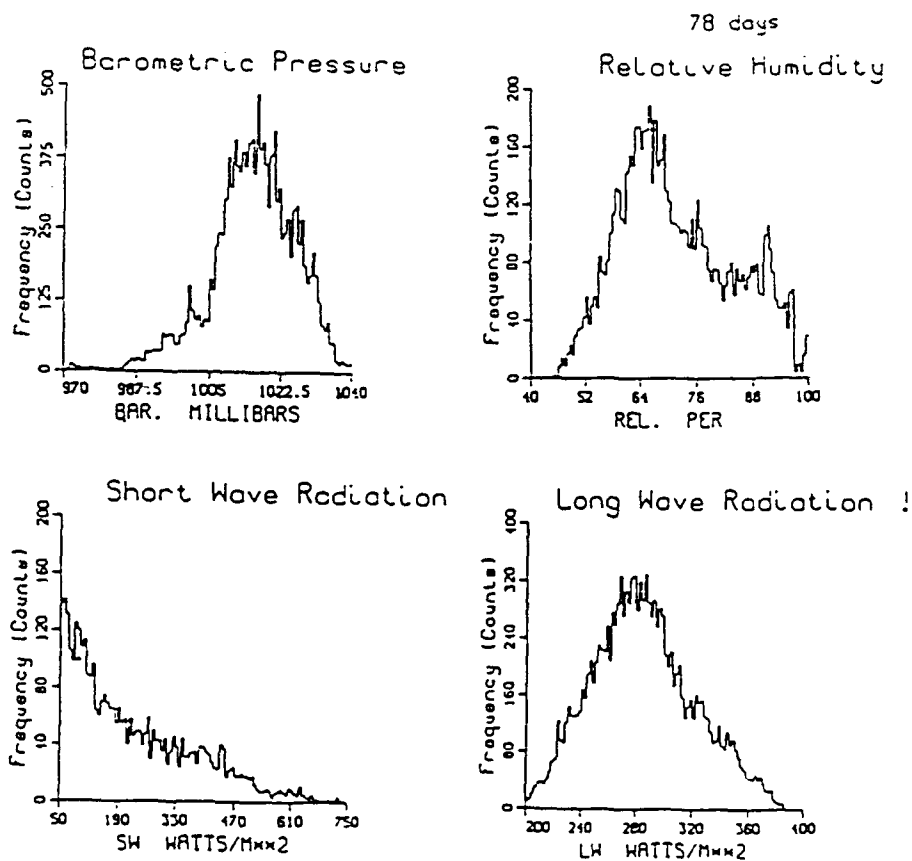 78 days
Barometric Pressure
Frequency (Counts)
500
375
250
125
0
970 987.5 1005 1022.5 1040
BAR. MILLIBARS
Relative Humidity
Frequency (Counts)
200
160
120
80
40
0
40 52 64 76 88 100
REL. PER
Short Wave Radiation
Frequency (Counts)
200
160
120
80
40
0
50 190 330 470 610 750
SW WATTS/M**2
Long Wave Radiation !
Frequency (Counts)
400
320
240
160
80
0
200 240 280 320 360 400
LW WATTS/M**2